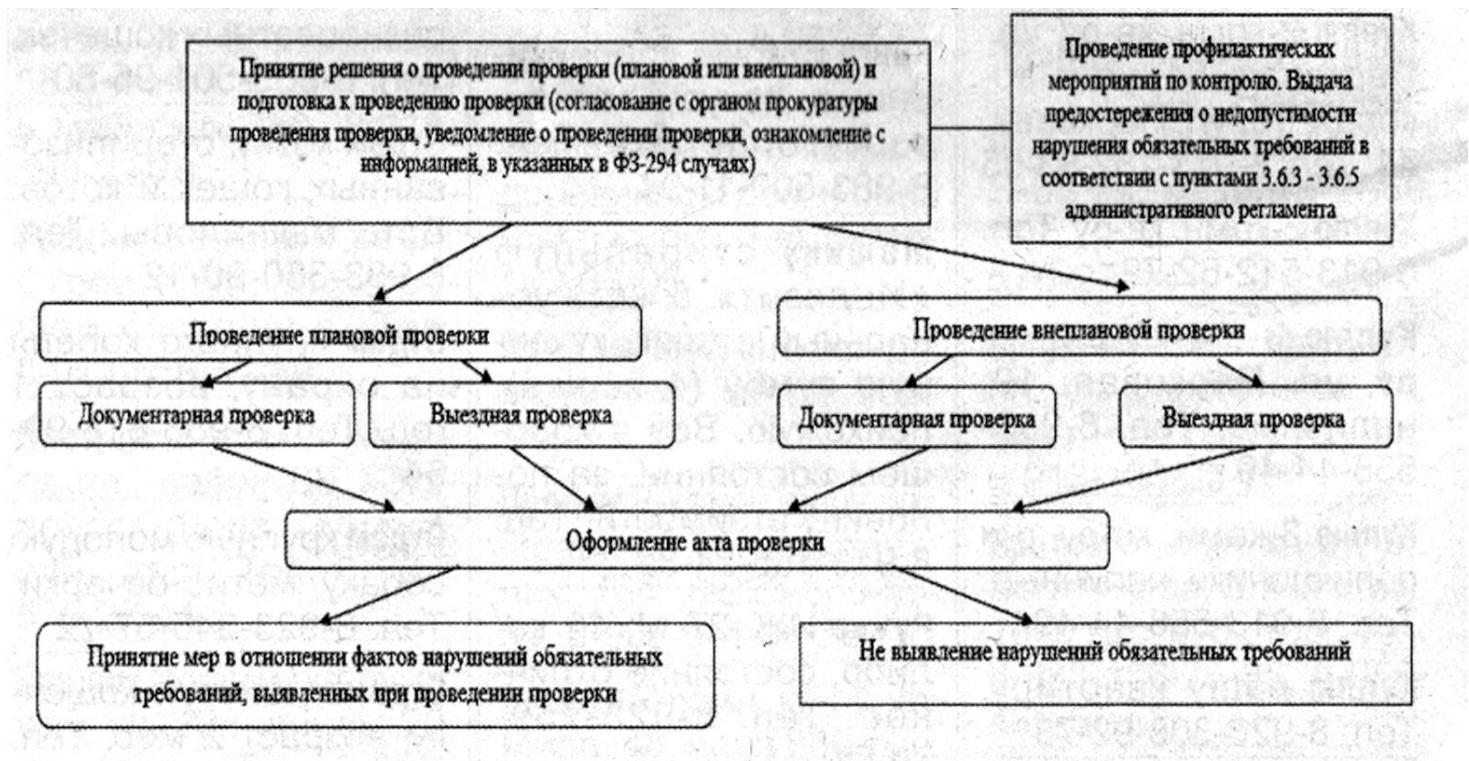 Принятие решения о проведении проверки (плановой или внеплановой) и
подготовка к проведению проверки (согласование с органом прокуратуры
проведения проверки, уведомление о проведении проверки, ознакомление с
информацией, в указанных в ФЗ-294 случаях)
Проведение профилактических
мероприятий по контролю. Выдача
предостережения о недопустимости
нарушения обязательных требований в
соответствии с пунктами 3.6.3 - 3.6.5
административного регламента
Проведение плановой проверки
Проведение внеплановой проверки
Документарная проверка
Выездная проверка
Документарная проверка
Выездная проверка
Оформление акта проверки
Принятие мер в отношении фактов нарушений обязательных
требований, выявленных при проведении проверки
Не выявление нарушений обязательных требований